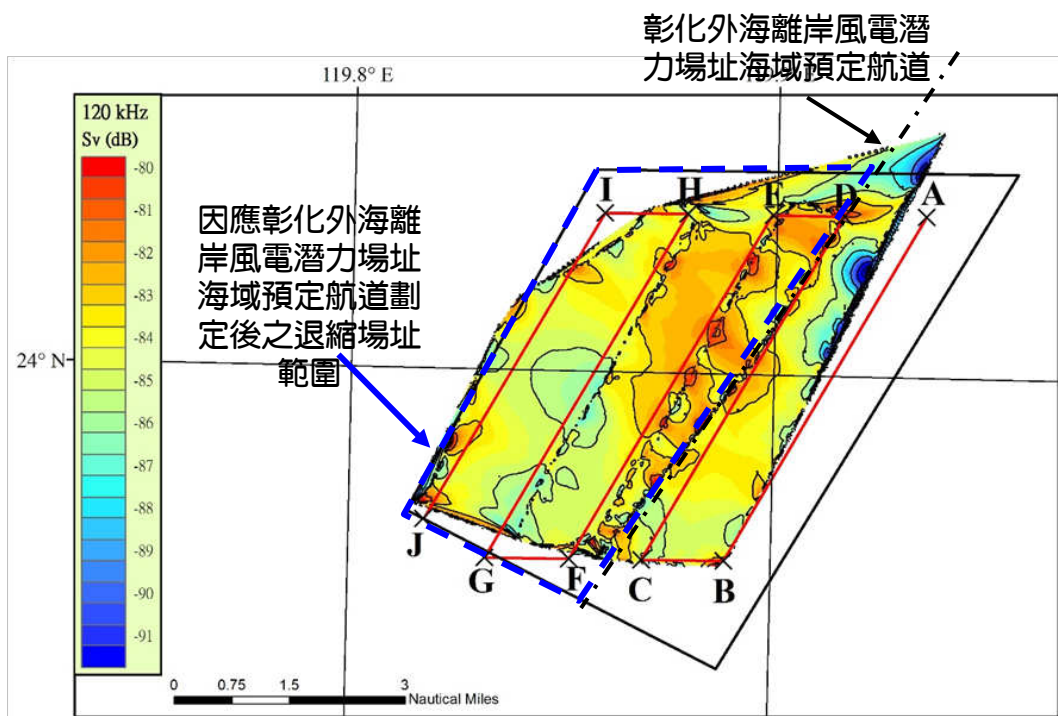 彰化外海離岸風電潛
力場址海域預定航道
119.8° E
120 kHz
Sv (dB)
-80
-81
-82
-83
-84
-85
-86
-87
-88
-89
-90
-91
因應彰化外海離
岸風電潛力場址
海域預定航道劃
定後之退縮場址
範圍
24° N
I
H
E
D
A
J
G
F
C
B
0 0.75 1.5 3
Nautical Miles